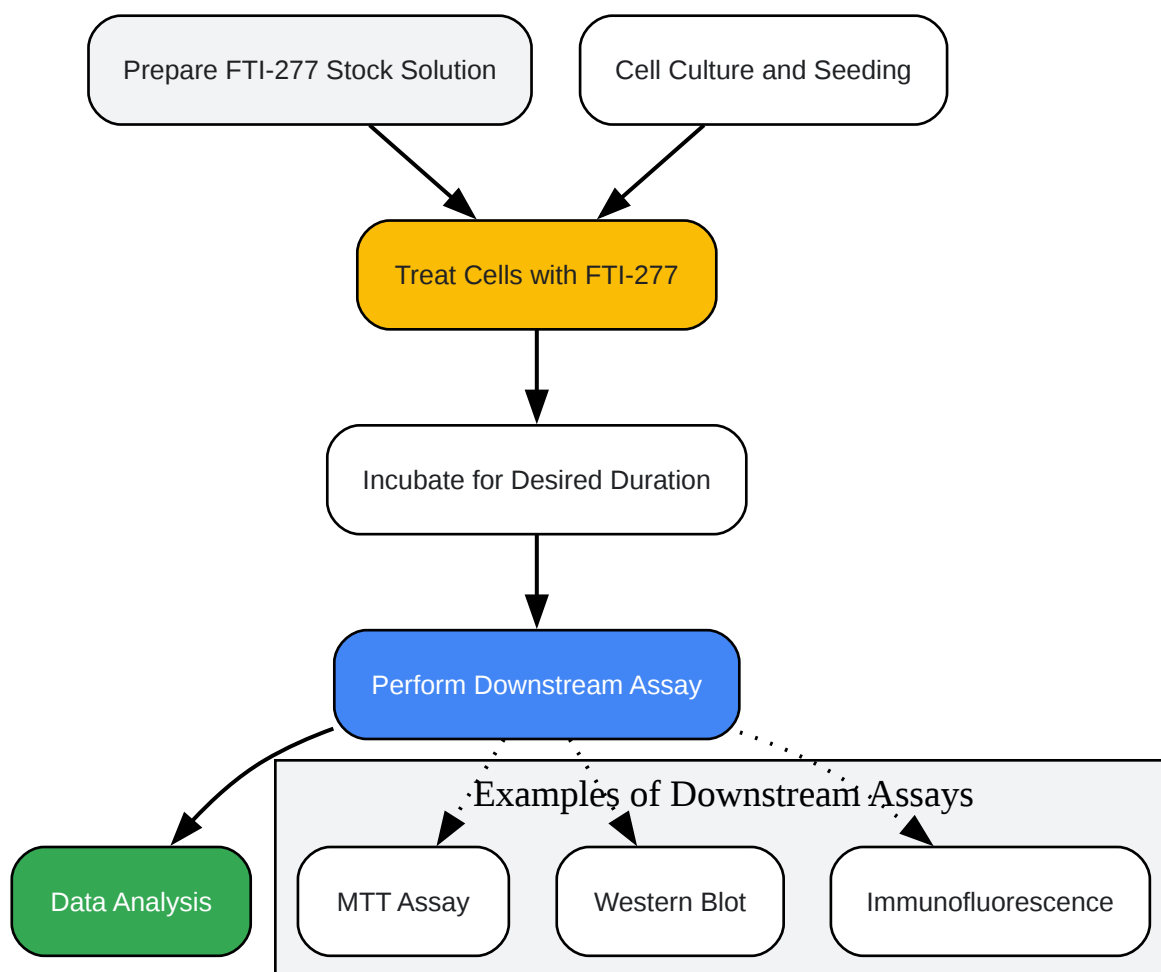 Prepare FTI-277 Stock Solution
Cell Culture and Seeding
Treat Cells with FTI-277
Incubate for Desired Duration
Perform Downstream Assay
Examples of Downstream Assays
Data Analysis
MTT Assay
Western Blot
Immunofluorescence